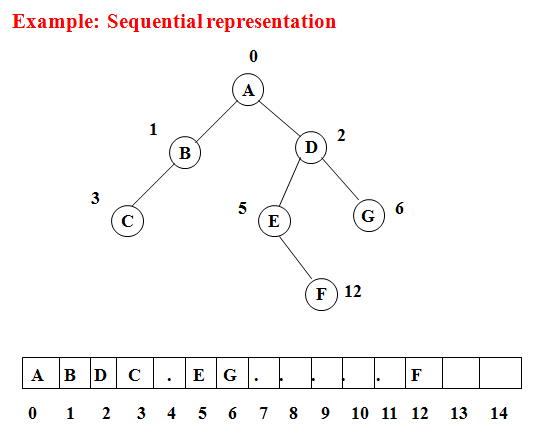 Example: Sequential representation
0
A
1
B
D
2
3
C
5
E
G
6
F
12
A B D C . E G . . . . . F
0 1 2 3 4 5 6 7 8 9 10 11 12 13 14